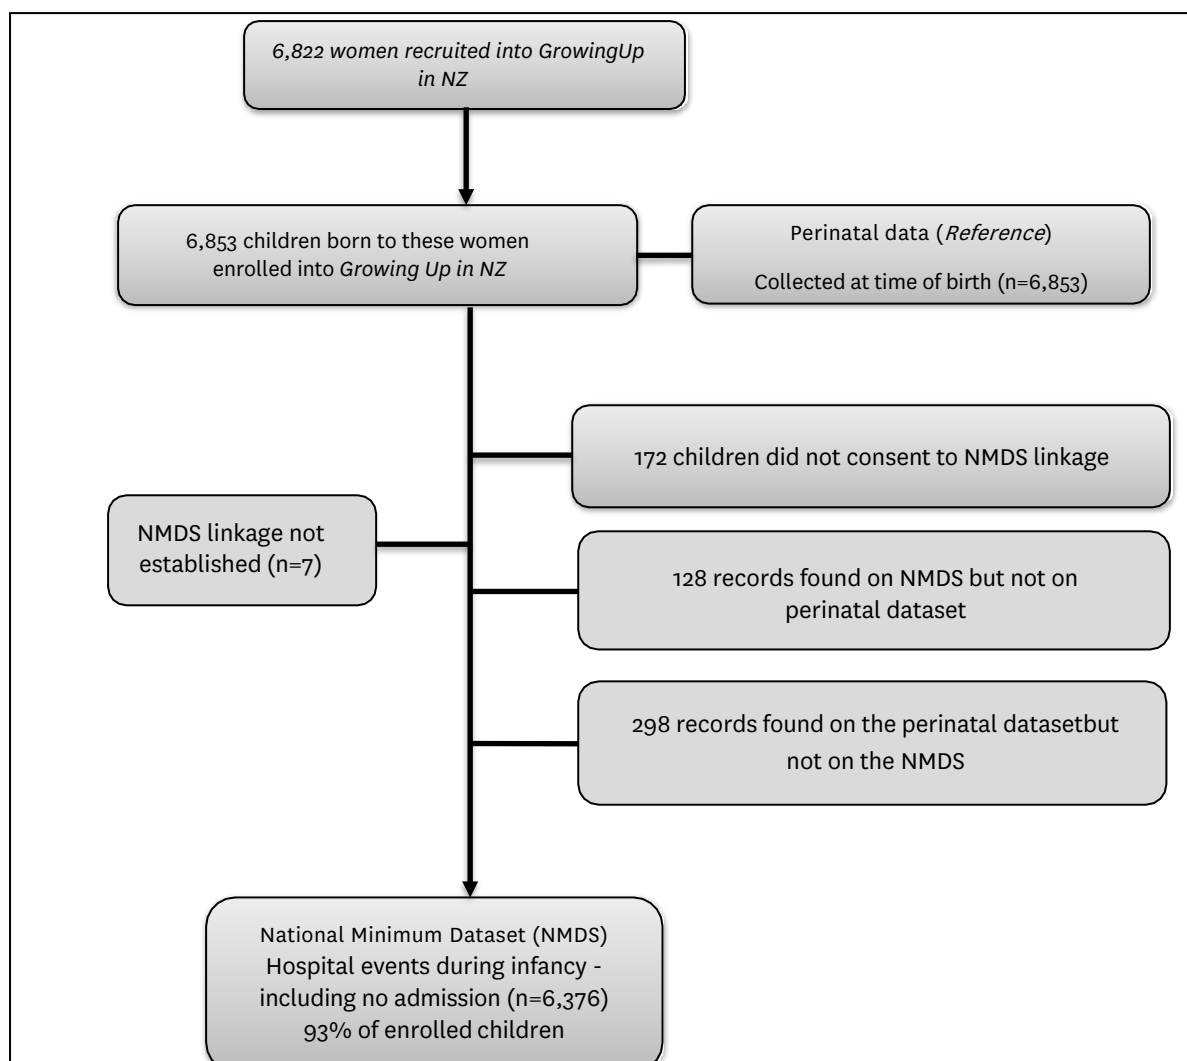 6,822 women recruited into GrowingUp
in NZ
6,853 children born to these women
enrolled into Growing Up in NZ
Perinatal data (Reference)
Collected at time of birth (n=6,853)
172 children did not consent to NMDS linkage
NMDS linkage not
established (n=7)
128 records found on NMDS but not on
perinatal dataset
298 records found on the perinatal datasetbut
not on the NMDS
National Minimum Dataset (NMDS)
Hospital events during infancy -
including no admission (n=6,376)
93% of enrolled children